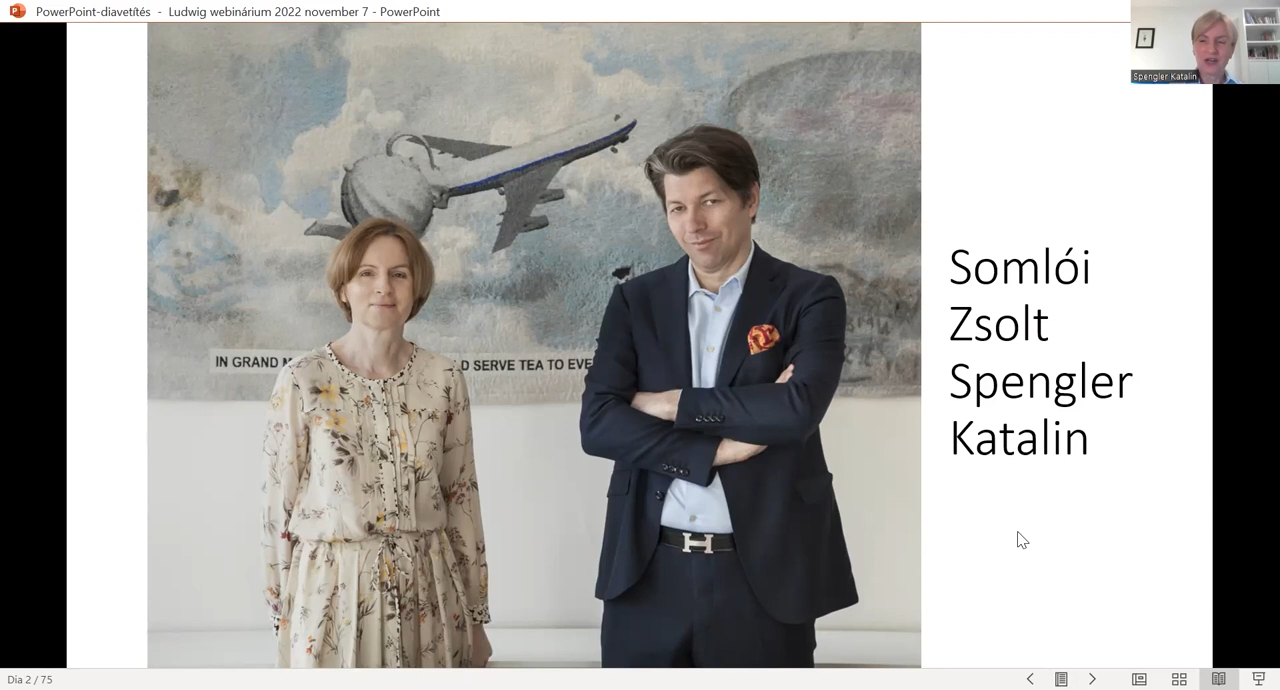 PowerPoint-diavetítés - Ludwig webinárium 2022 november 7 - PowerPoint
Spengler Katalin
IN GRAND
D SERVE TEA TO
Somlói
Zsolt
Spengler
Katalin
Dia 2 / 75